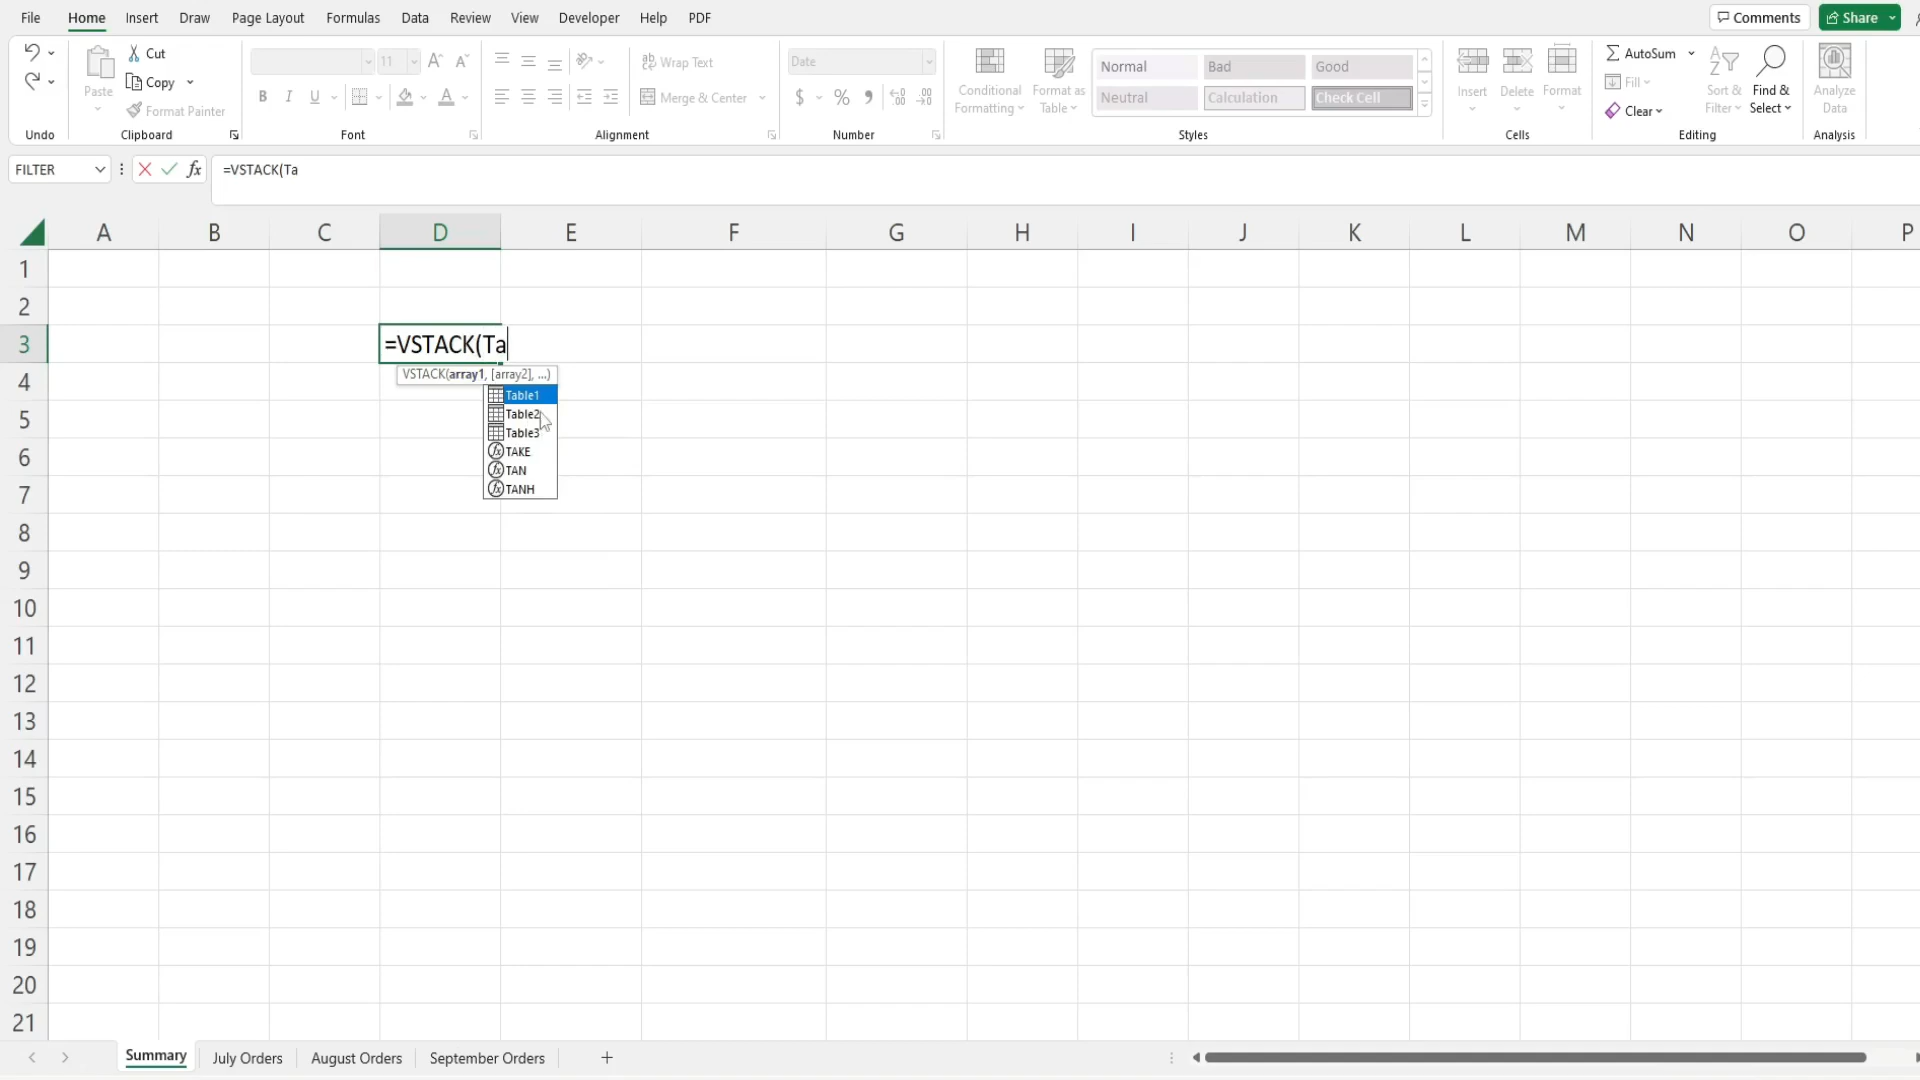 File Home Insert Draw Page Layout Formulas Data Review View Developer Help PDF Comments Share
Cut
Copy
Format Painter
Paste
Undo Clipboard
11
B I U
Font
Wrap Text
Merge & Center
Alignment
Date
$ % 9
Number
Conditional Formatting
Format as Table
Normal Bad Good
Neutral Calculation Check Cell
Styles
Insert Delete Format
Cells
AutoSum
Fill
Clear
Sort & Filter
Find & Select
Editing
Analyze Data
Analysis
FILTER fx =VSTACK(Ta
A B C D E F G H I J K L M N O P
1
2
3 =VSTACK(Ta
VSTACK(array1, [array2], ...)
4 Table1
Table2
5 Table3
6 TAKE
TAN
7 TANH
8
9
10
11
12
13
14
15
16
17
18
19
20
21
Summary July Orders August Orders September Orders +